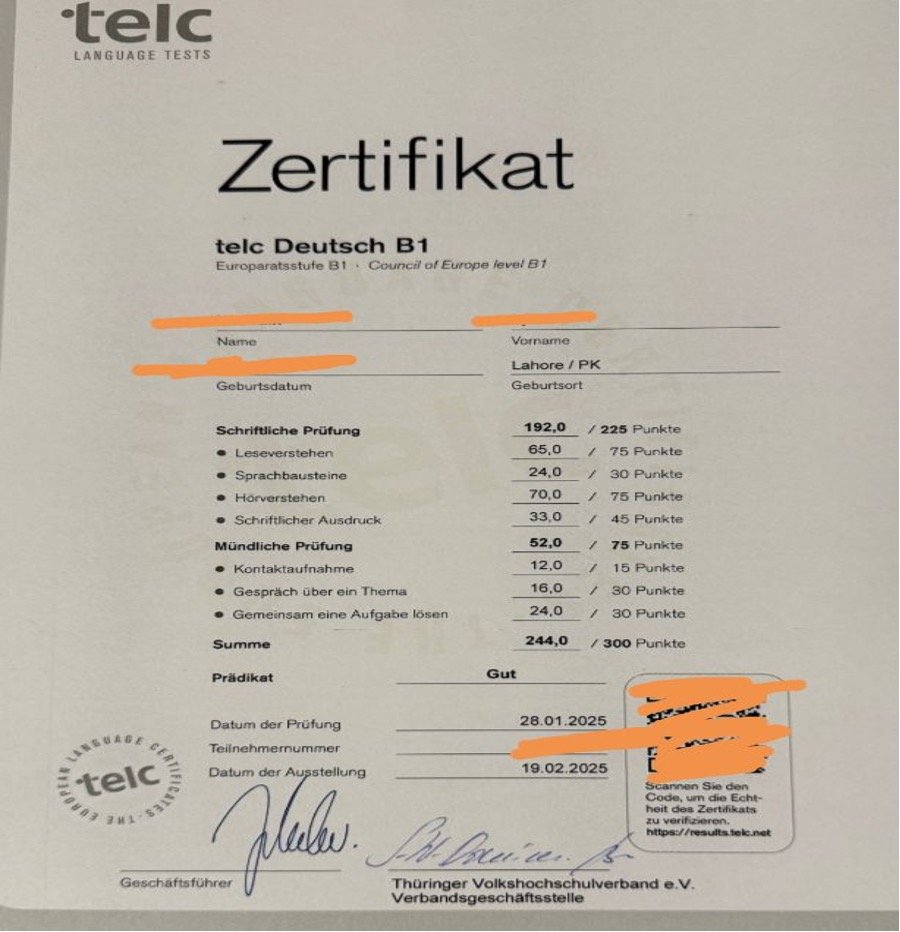 telc
LANGUAGE TESTS
Zertifikat
telc Deutsch B1
Europaratsstufe B1 · Council of Europe level B1
Name
Vorname
Lahore / PK
Geburtsdatum
Geburtsort
Schriftliche Prüfung 192,0 / 225 Punkte
• Leseverstehen 65,0 / 75 Punkte
• Sprachbausteine 24,0 / 30 Punkte
• Hörverstehen 70,0 / 75 Punkte
• Schriftlicher Ausdruck 33,0 / 45 Punkte
Mündliche Prüfung 52,0 / 75 Punkte
• Kontaktaufnahme 12,0 / 15 Punkte
• Gespräch über ein Thema 16,0 / 30 Punkte
• Gemeinsam eine Aufgabe lösen 24,0 / 30 Punkte
Summe 244,0 / 300 Punkte
Prädikat Gut
Datum der Prüfung 28.01.2025
Teilnehmernummer
Datum der Ausstellung 19.02.2025
Scannen Sie den
Code, um die Echt-
heit des Zertifikats
zu verifizieren.
https://results.telc.net
telc
THE EUROPEAN LANGUAGE CERTIFICATES
Geschäftsführer
Thüringer Volkshochschulverband e.V.
Verbandsgeschäftsstelle